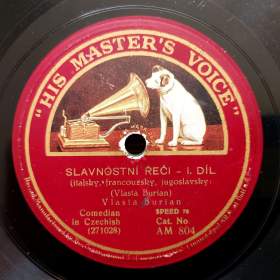 "HIS MASTER'S VOICE"
SLAVNOSTNÍ ŘEČI - I. DÍL
(italsky, francouzsky, jugoslavsky)
(Vlasta Burian)
Vlasta Burian
Comedian
in Czechish
(271028)
SPEED 78
Cat. No.
AM 804